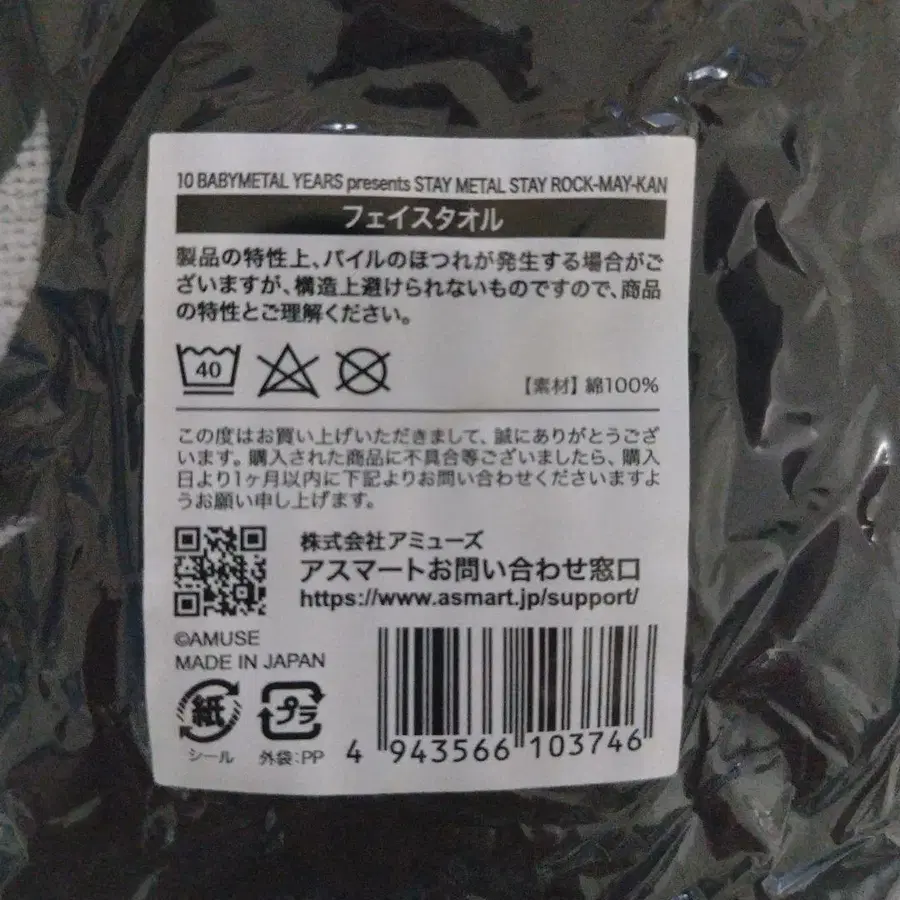 10 BABYMETAL YEARS presents STAY METAL STAY ROCK-MAY-KAN
フェイスタオル
製品の特性上、パイルのほつれが発生する場合がご
ざいますが、構造上避けられないものですので、商品
の特性とご理解ください。
40
【素材】綿100%
この度はお買い上げいただきまして、誠にありがとうござ
います。購入された商品に不具合等ございましたら、購入
日より1ヶ月以内に下記よりお問い合わせくださいますよ
うお願い申し上げます。
株式会社アミューズ
アスマートお問い合わせ窓口
https://www.asmart.jp/support/
©AMUSE
MADE IN JAPAN
紙 プラ
シール 外袋:PP
4 943566 103746